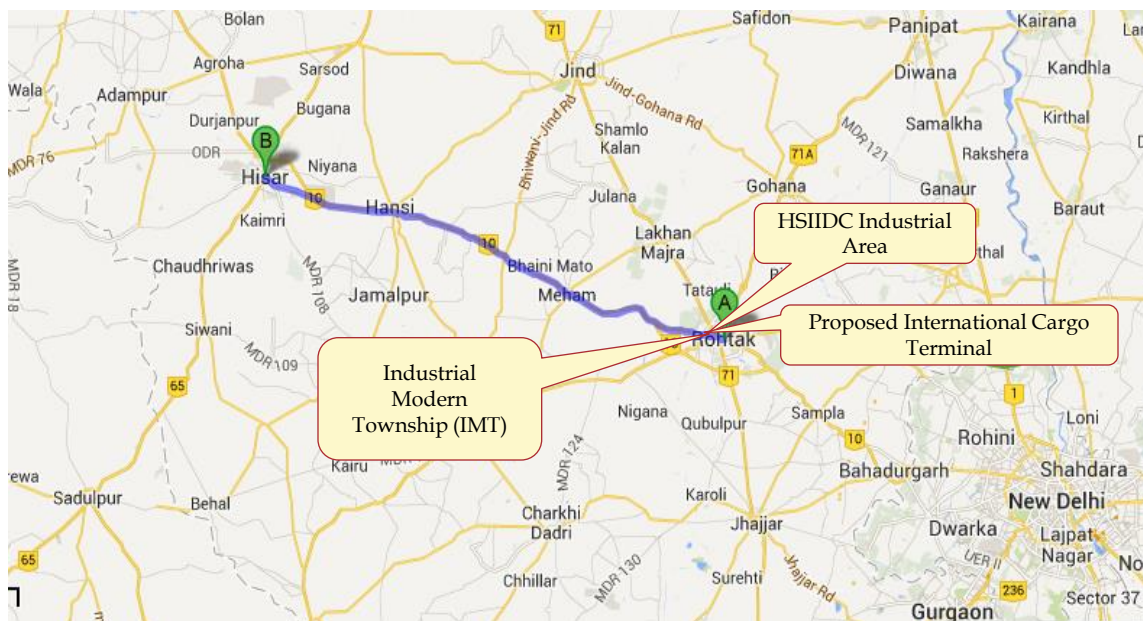 Bolan
71
Safidon
Panipat
Kairana
Agroha
Sarsod
Jind
Diwana
Kandhla
Wala
Adampur
Bugana
Jind-Gohana Rd
Durjanpur
Shamlo
Kalan
MDR 121
Samalkha
Kirthal
B
ODR
Bhiwani-Jind Rd
71A
Rakshera
MDR 76
Niyana
Hisar
Gohana
Ganaur
10
Hansi
Julana
Baraut
Kaimri
Lakhan
Majra
HSIIDC Industrial
Area
10
Chaudhriwas
Bhaini Mato
MDR 18
MDR 108
Jamalpur
Meham
A
Siwani
Rohtak
Proposed International Cargo
Terminal
MDR 109
Industrial
Modern
Township (IMT)
65
71
1
Nigana
Sampla
Loni
Qubulpur
10
Rohini
Kairu
MDR 124
Bahadurgarh
Shahdara
Sadulpur
Behal
Karoli
New Delhi
Charkhi
Dadri
Jhajjar
Dwarka
Lajpat
Nagar
UER II
65
MDR 130
Chhillar
Surehti
Jhajjar Rd
236
Sector 37
Gurgaon